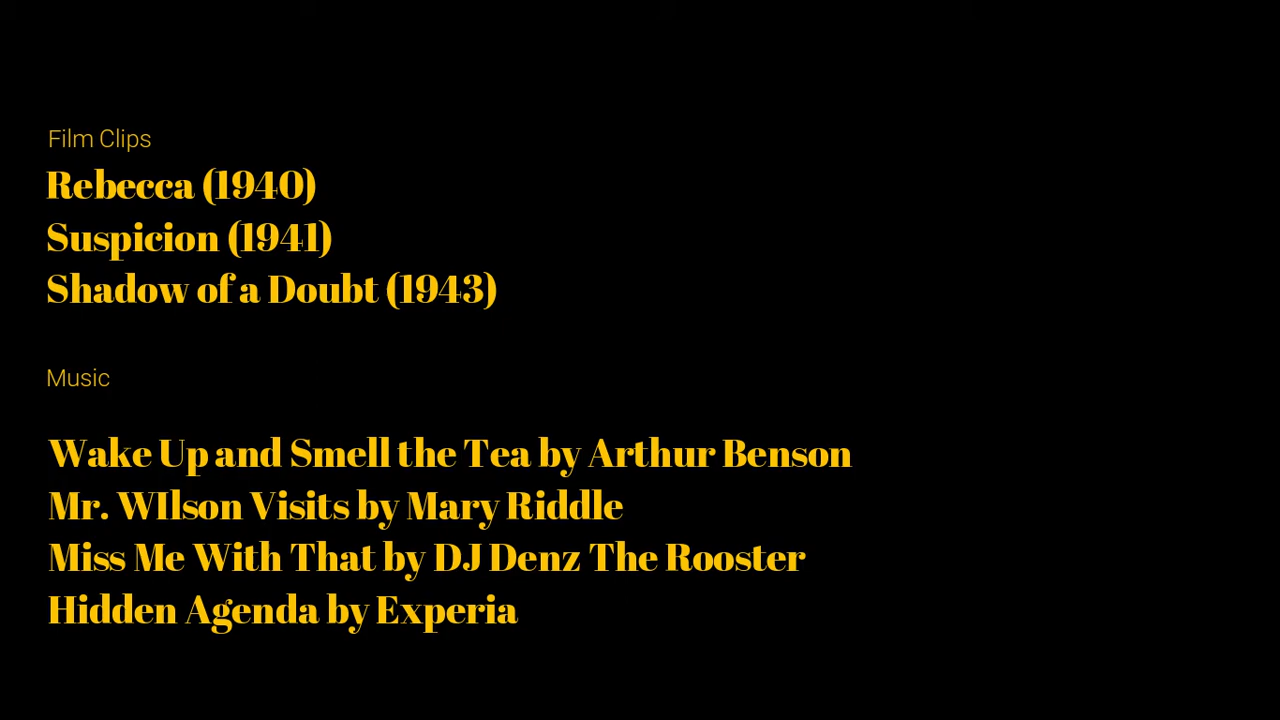 Film Clips
Rebecca (1940)
Suspicion (1941)
Shadow of a Doubt (1943)
Music
Wake Up and Smell the Tea by Arthur Benson
Mr. WIlson Visits by Mary Riddle
Miss Me With That by DJ Denz The Rooster
Hidden Agenda by Experia